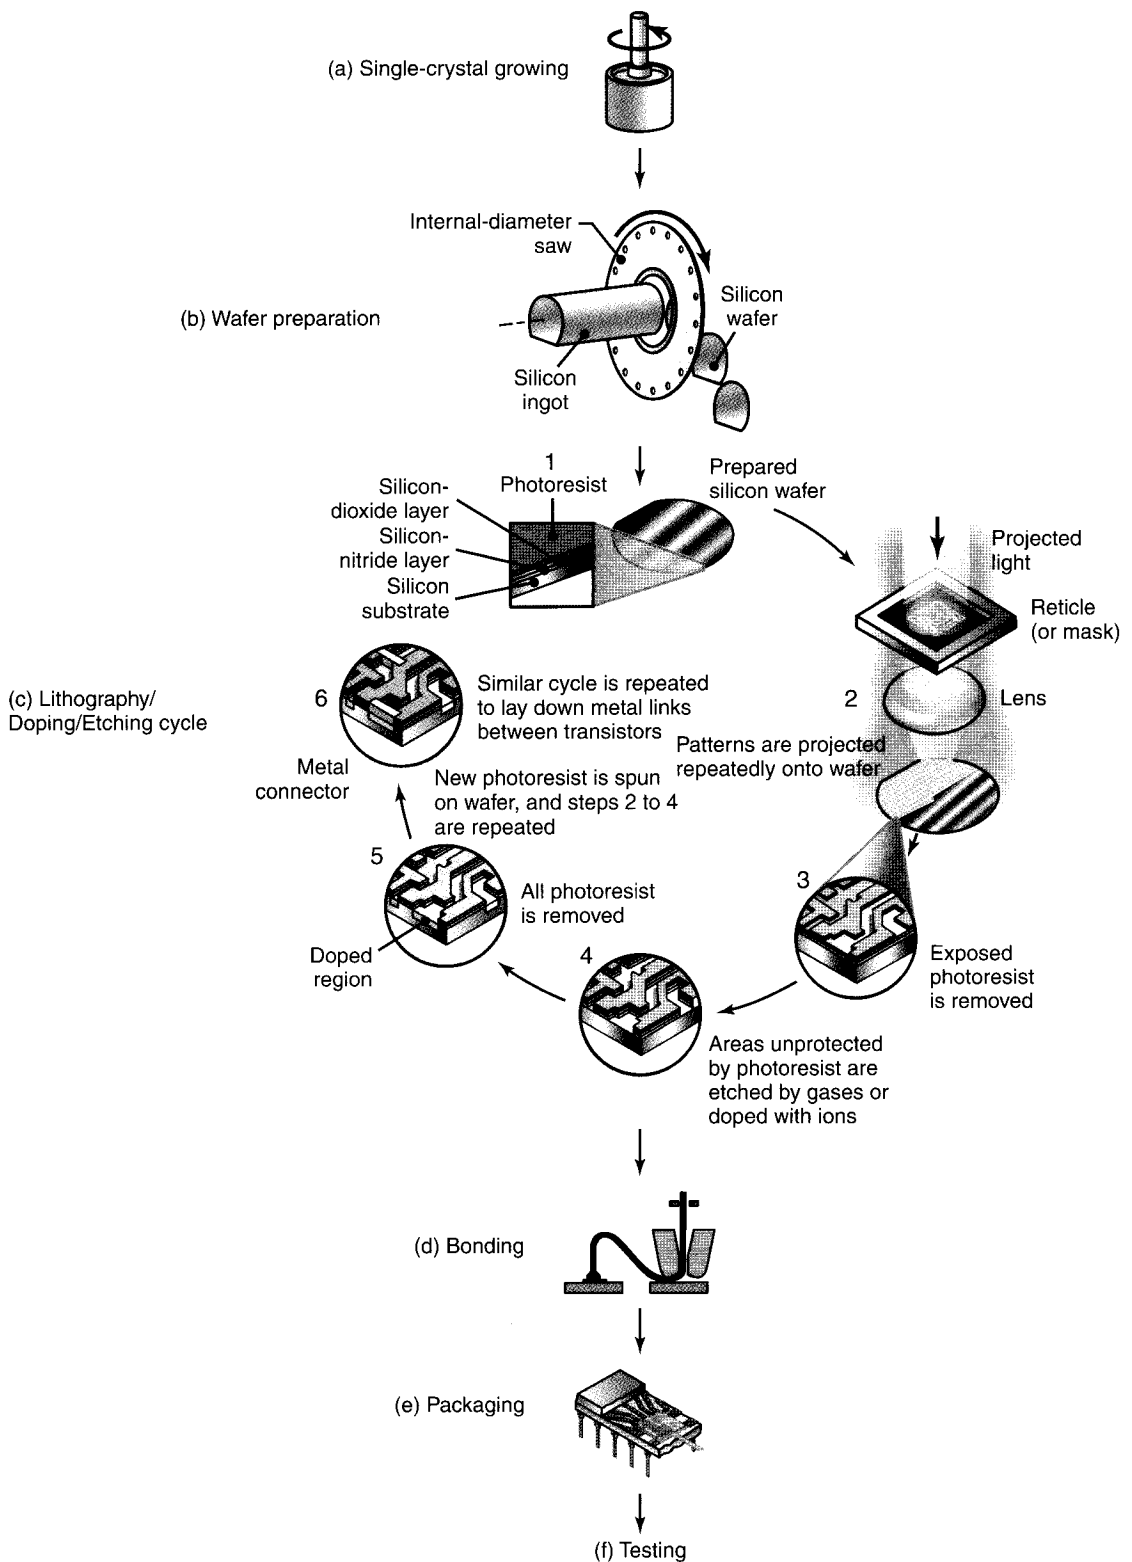 (a) Single-crystal growing
Internal-diameter
saw
Silicon
wafer
(b) Wafer preparation
Silicon
ingot
1
Photoresist
Prepared
silicon wafer
Silicon-
dioxide layer
Silicon-
nitride layer
Silicon
substrate
Projected
light
Reticle
(or mask)
(c) Lithography/
Doping/Etching cycle
6
Similar cycle is repeated
to lay down metal links
between transistors
2
Lens
Patterns are projected
repeatedly onto wafer
Metal
connector
New photoresist is spun
on wafer, and steps 2 to 4
are repeated
5
All photoresist
is removed
3
Doped
region
4
Exposed
photoresist
is removed
Areas unprotected
by photoresist are
etched by gases or
doped with ions
(d) Bonding
(e) Packaging
(f) Testing